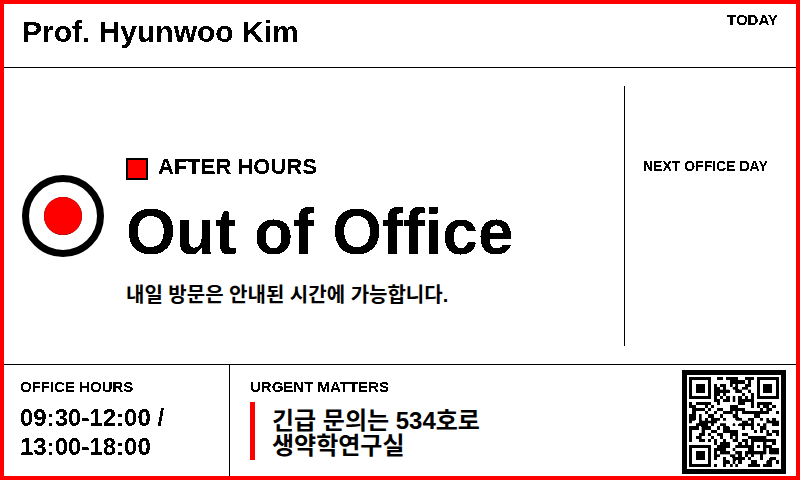 Prof. Hyunwoo Kim
TODAY
AFTER HOURS
Out of Office
내일 방문은 안내된 시간에 가능합니다.
NEXT OFFICE DAY
OFFICE HOURS
09:30-12:00 /
13:00-18:00
URGENT MATTERS
긴급 문의는 534호로
생약학연구실